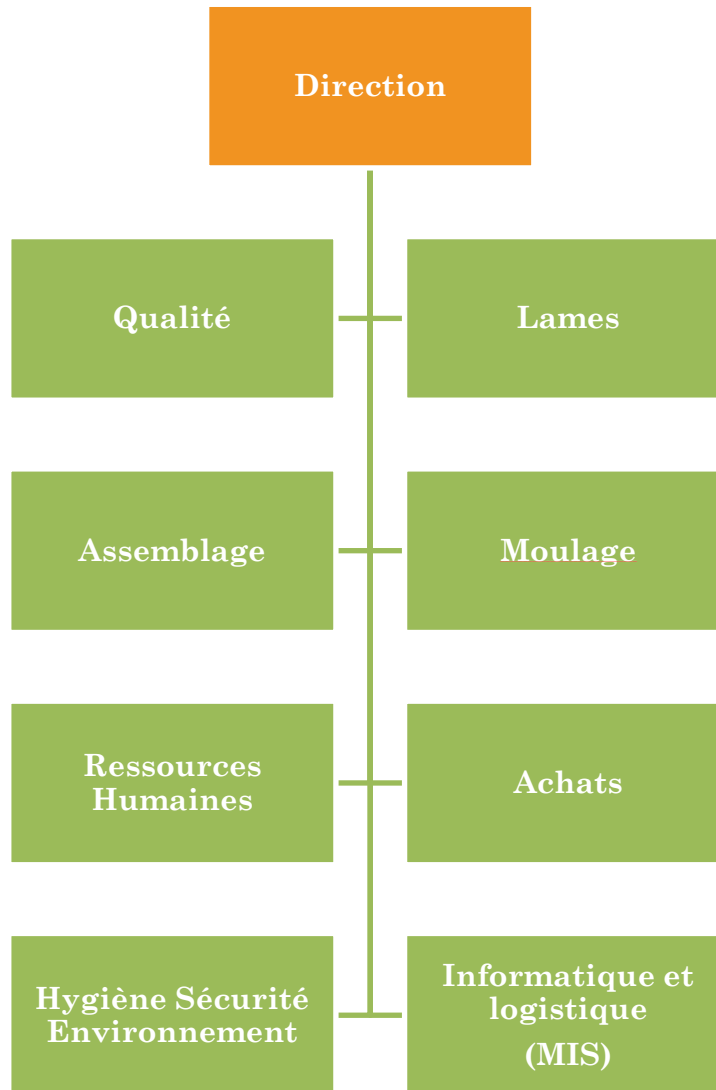 Direction
Qualité
Lames
Assemblage
Moulage
Ressources
Humaines
Achats
Hygiène Sécurité
Environnement
Informatique et
logistique
(MIS)